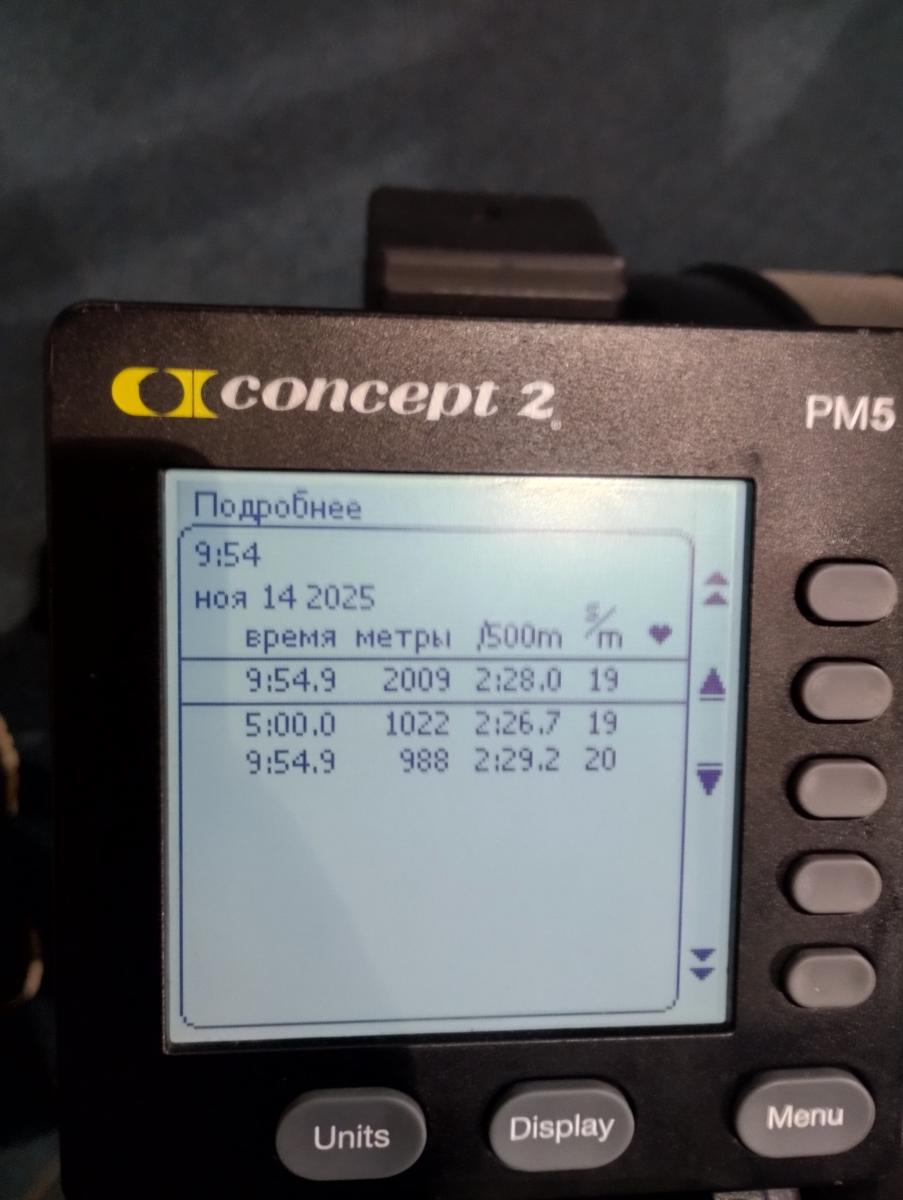 concept 2®
PM5
Подробнее
9:54
ноя 14 2025
время метры /500m s/m ♥
9:54.9 2009 2:28.0 19
5:00.0 1022 2:26.7 19
9:54.9 988 2:29.2 20
Units Display Menu